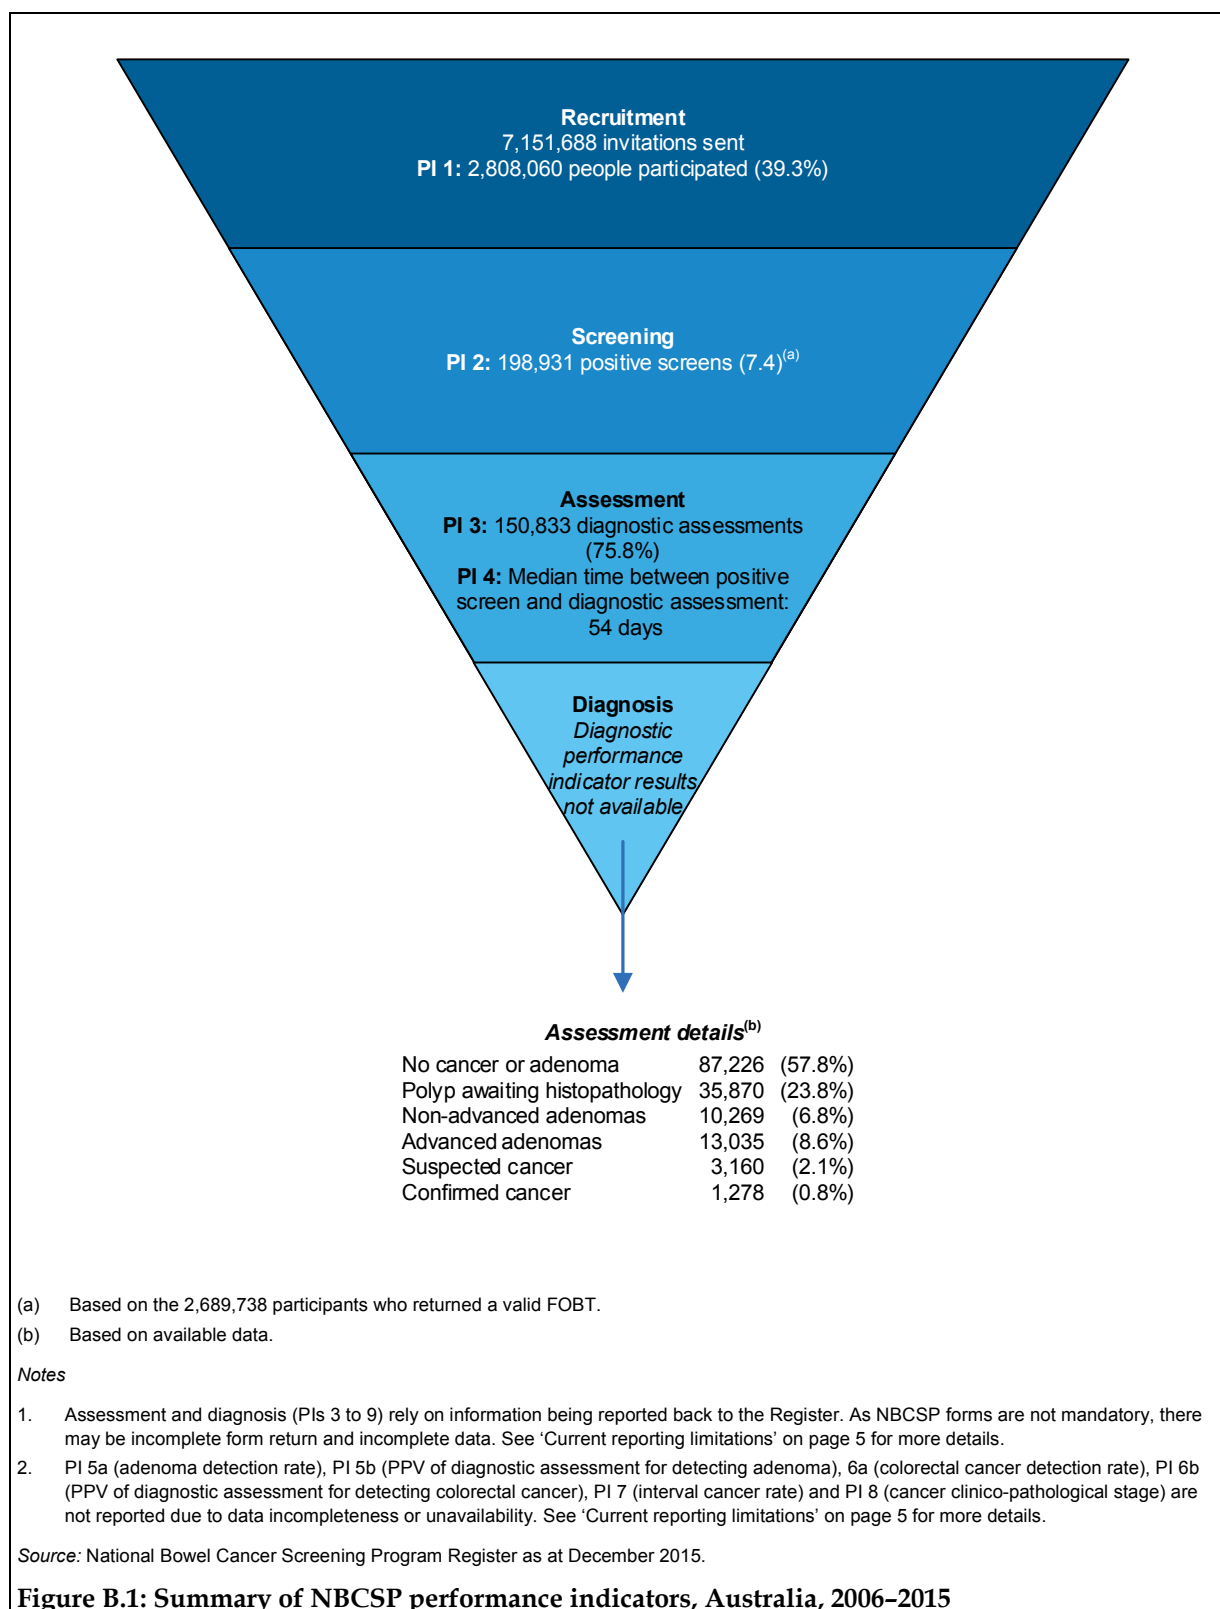 Recruitment
7,151,688 invitations sent
PI 1: 2,808,060 people participated (39.3%)
Screening
PI 2: 198,931 positive screens (7.4)(a)
Assessment
PI 3: 150,833 diagnostic assessments
(75.8%)
PI 4: Median time between positive
screen and diagnostic assessment:
54 days
Diagnosis
Diagnostic
performance
indicator results
not available
Assessment details(b)
No cancer or adenoma 87,226 (57.8%)
Polyp awaiting histopathology 35,870 (23.8%)
Non-advanced adenomas 10,269 (6.8%)
Advanced adenomas 13,035 (8.6%)
Suspected cancer 3,160 (2.1%)
Confirmed cancer 1,278 (0.8%)
(a) Based on the 2,689,738 participants who returned a valid FOBT.
(b) Based on available data.
Notes
1. Assessment and diagnosis (PIs 3 to 9) rely on information being reported back to the Register. As NBCSP forms are not mandatory, there
may be incomplete form return and incomplete data. See ‘Current reporting limitations’ on page 5 for more details.
2. PI 5a (adenoma detection rate), PI 5b (PPV of diagnostic assessment for detecting adenoma), 6a (colorectal cancer detection rate), PI 6b
(PPV of diagnostic assessment for detecting colorectal cancer), PI 7 (interval cancer rate) and PI 8 (cancer clinico-pathological stage) are
not reported due to data incompleteness or unavailability. See ‘Current reporting limitations’ on page 5 for more details.
Source: National Bowel Cancer Screening Program Register as at December 2015.
Figure B.1: Summary of NBCSP performance indicators, Australia, 2006–2015